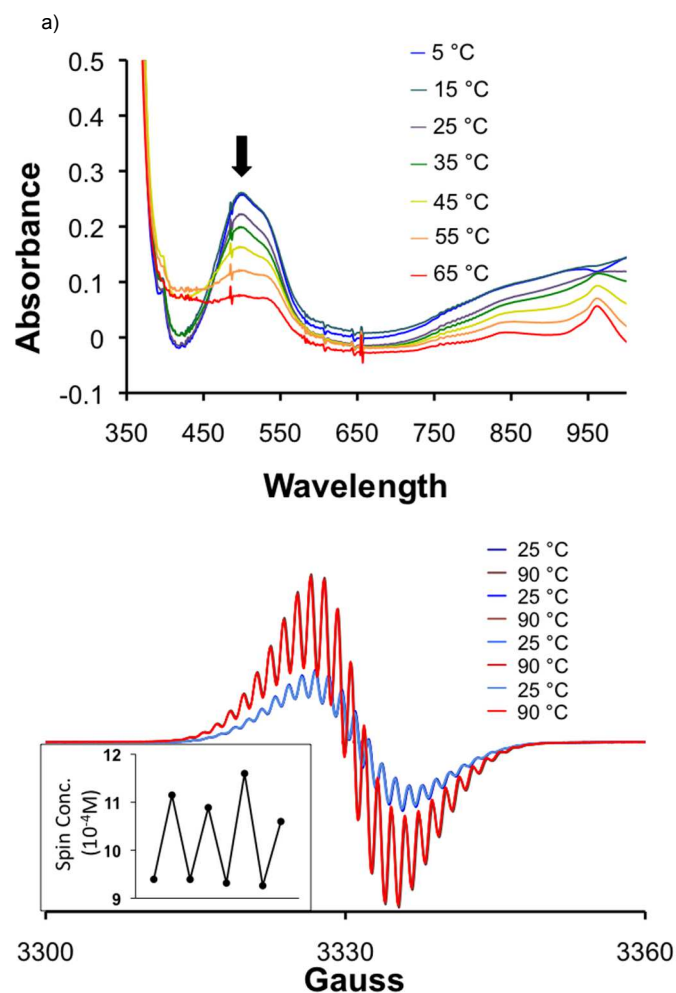 a)
Absorbance
0.5
0.4
0.3
0.2
0.1
0
-0.1
5 °C
15 °C
25 °C
35 °C
45 °C
55 °C
65 °C
350 450 550 650 750 850 950
Wavelength
25 °C
90 °C
25 °C
90 °C
25 °C
90 °C
25 °C
90 °C
Spin Conc.
(10⁻⁴M)
12
11
10
9
3300 3330 3360
Gauss